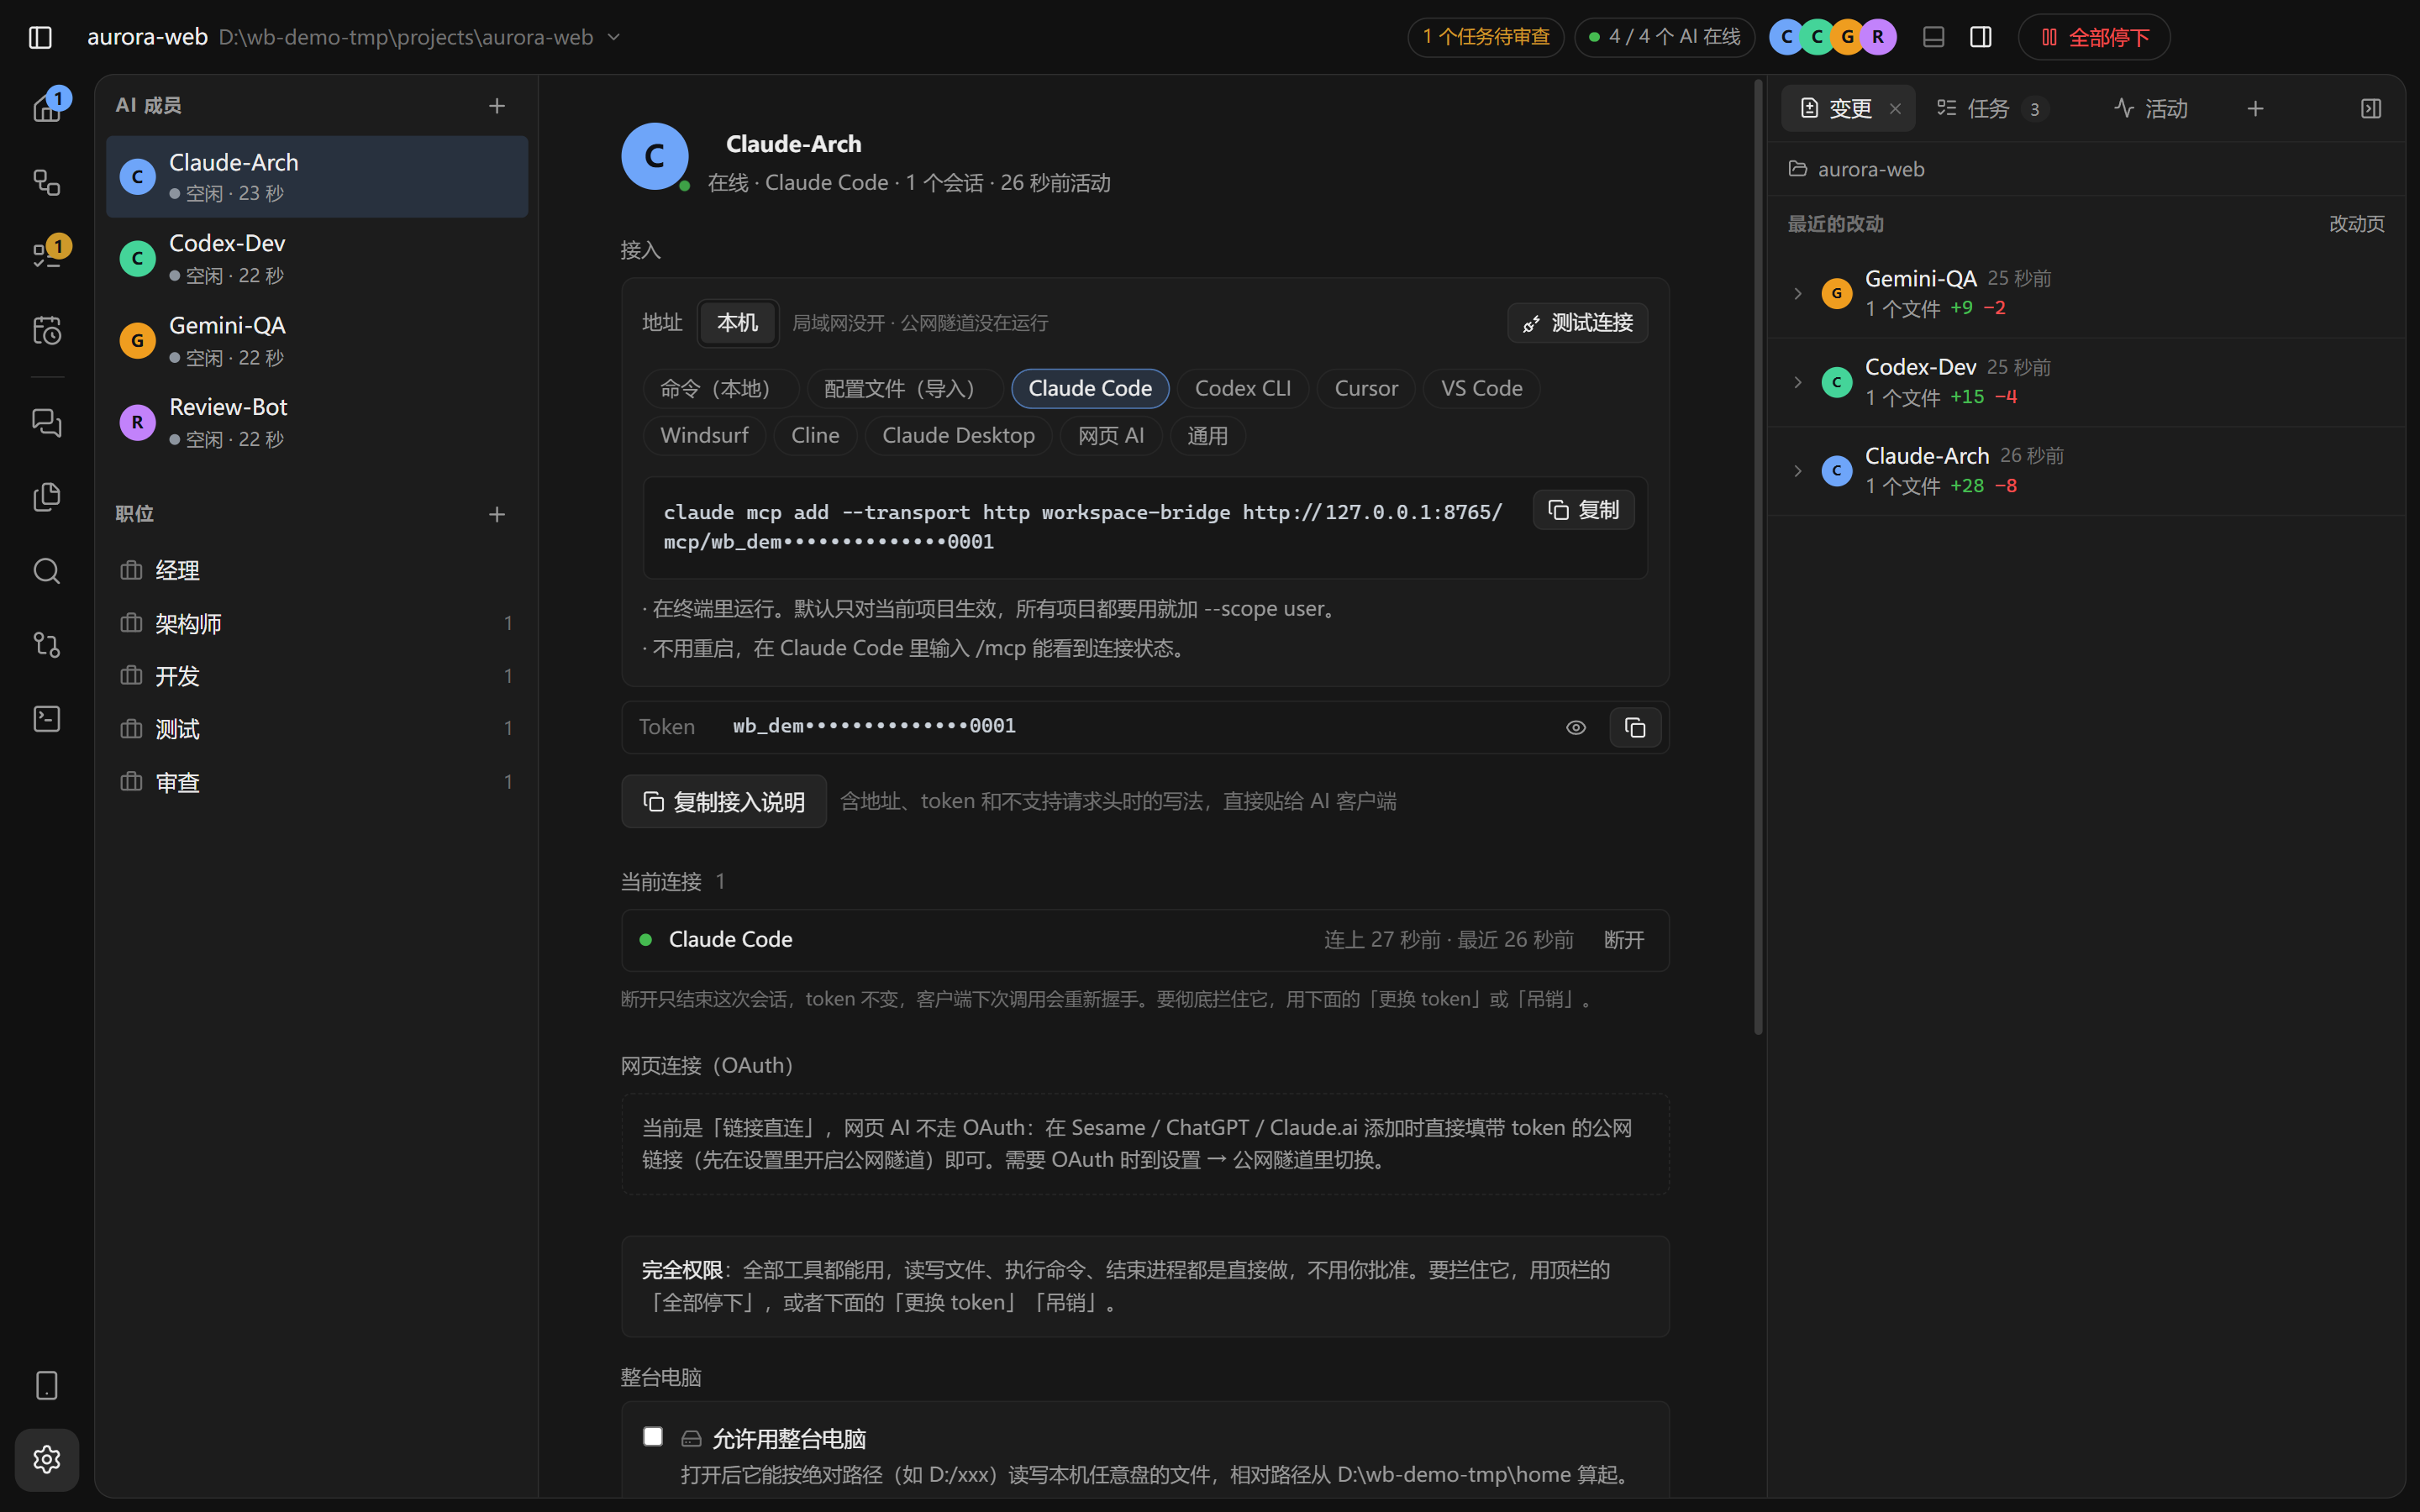 aurora-web D:\wb-demo-tmp\projects\aurora-web
1 个任务待审查
4 / 4 个 AI 在线
C C G R
全部停下
1
1
AI 成员
C
Claude-Arch
空闲 · 23 秒
C
Codex-Dev
空闲 · 22 秒
G
Gemini-QA
空闲 · 22 秒
R
Review-Bot
空闲 · 22 秒
职位
经理
架构师 1
开发 1
测试 1
审查 1
C
Claude-Arch
在线 · Claude Code · 1 个会话 · 26 秒前活动
接入
地址 本机 局域网没开 · 公网隧道没在运行 测试连接
命令（本地） 配置文件（导入） Claude Code Codex CLI Cursor VS Code
Windsurf Cline Claude Desktop 网页 AI 通用
claude mcp add --transport http workspace-bridge http://127.0.0.1:8765/
mcp/wb_dem••••••••••••••0001
复制
· 在终端里运行。默认只对当前项目生效，所有项目都要用就加 --scope user。
· 不用重启，在 Claude Code 里输入 /mcp 能看到连接状态。
Token wb_dem••••••••••••••0001
复制接入说明 含地址、token 和不支持请求头时的写法，直接贴给 AI 客户端
当前连接 1
Claude Code 连上 27 秒前 · 最近 26 秒前 断开
断开只结束这次会话，token 不变，客户端下次调用会重新握手。要彻底拦住它，用下面的「更换 token」或「吊销」。
网页连接（OAuth）
当前是「链接直连」，网页 AI 不走 OAuth：在 Sesame / ChatGPT / Claude.ai 添加时直接填带 token 的公网
链接（先在设置里开启公网隧道）即可。需要 OAuth 时到设置 → 公网隧道里切换。
完全权限：全部工具都能用，读写文件、执行命令、结束进程都是直接做，不用你批准。要拦住它，用顶栏的
「全部停下」，或者下面的「更换 token」「吊销」。
整台电脑
允许用整台电脑
打开后它能按绝对路径（如 D:/xxx）读写本机任意盘的文件，相对路径从 D:\wb-demo-tmp\home 算起。
变更 任务 3 活动
aurora-web
最近的改动 改动页
G
Gemini-QA 25 秒前
1 个文件 +9 −2
C
Codex-Dev 25 秒前
1 个文件 +15 −4
C
Claude-Arch 26 秒前
1 个文件 +28 −8